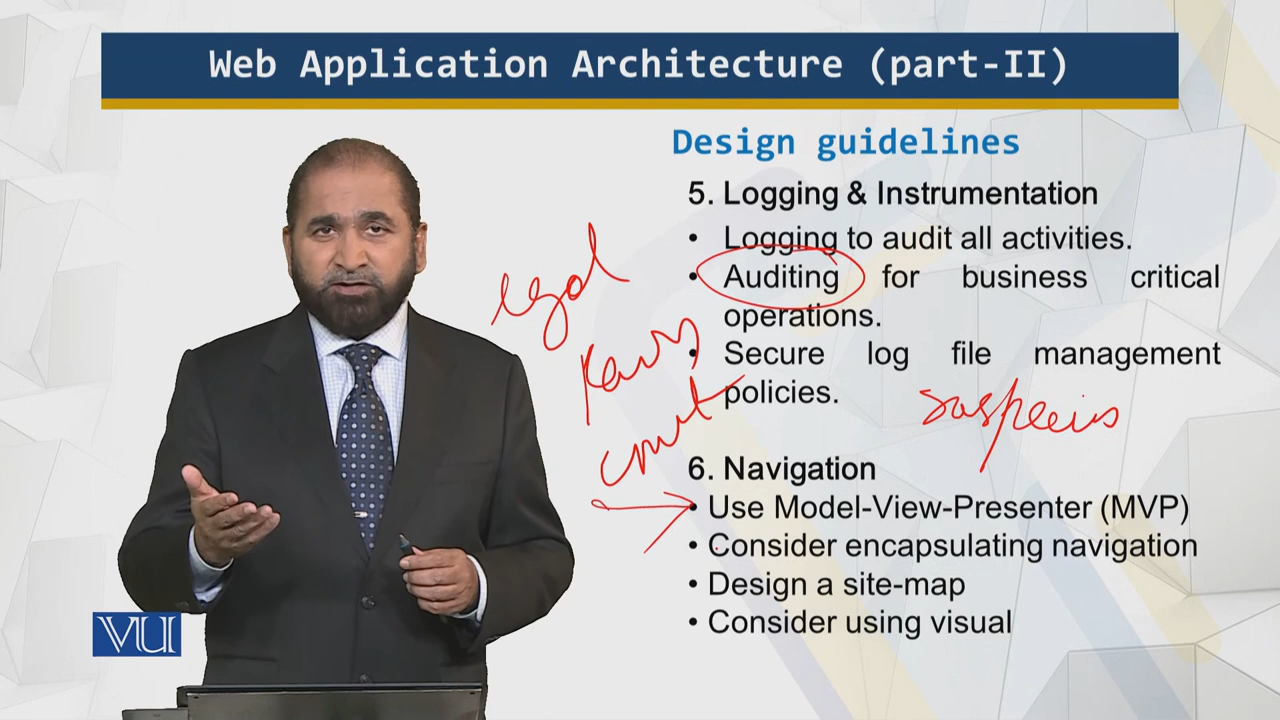 Web Application Architecture (part-II)
Design guidelines
5. Logging & Instrumentation
• Logging to audit all activities.
• Auditing for business critical
operations.
• Secure log file management
policies.
6. Navigation
• Use Model-View-Presenter (MVP)
• Consider encapsulating navigation
• Design a site-map
• Consider using visual
VU